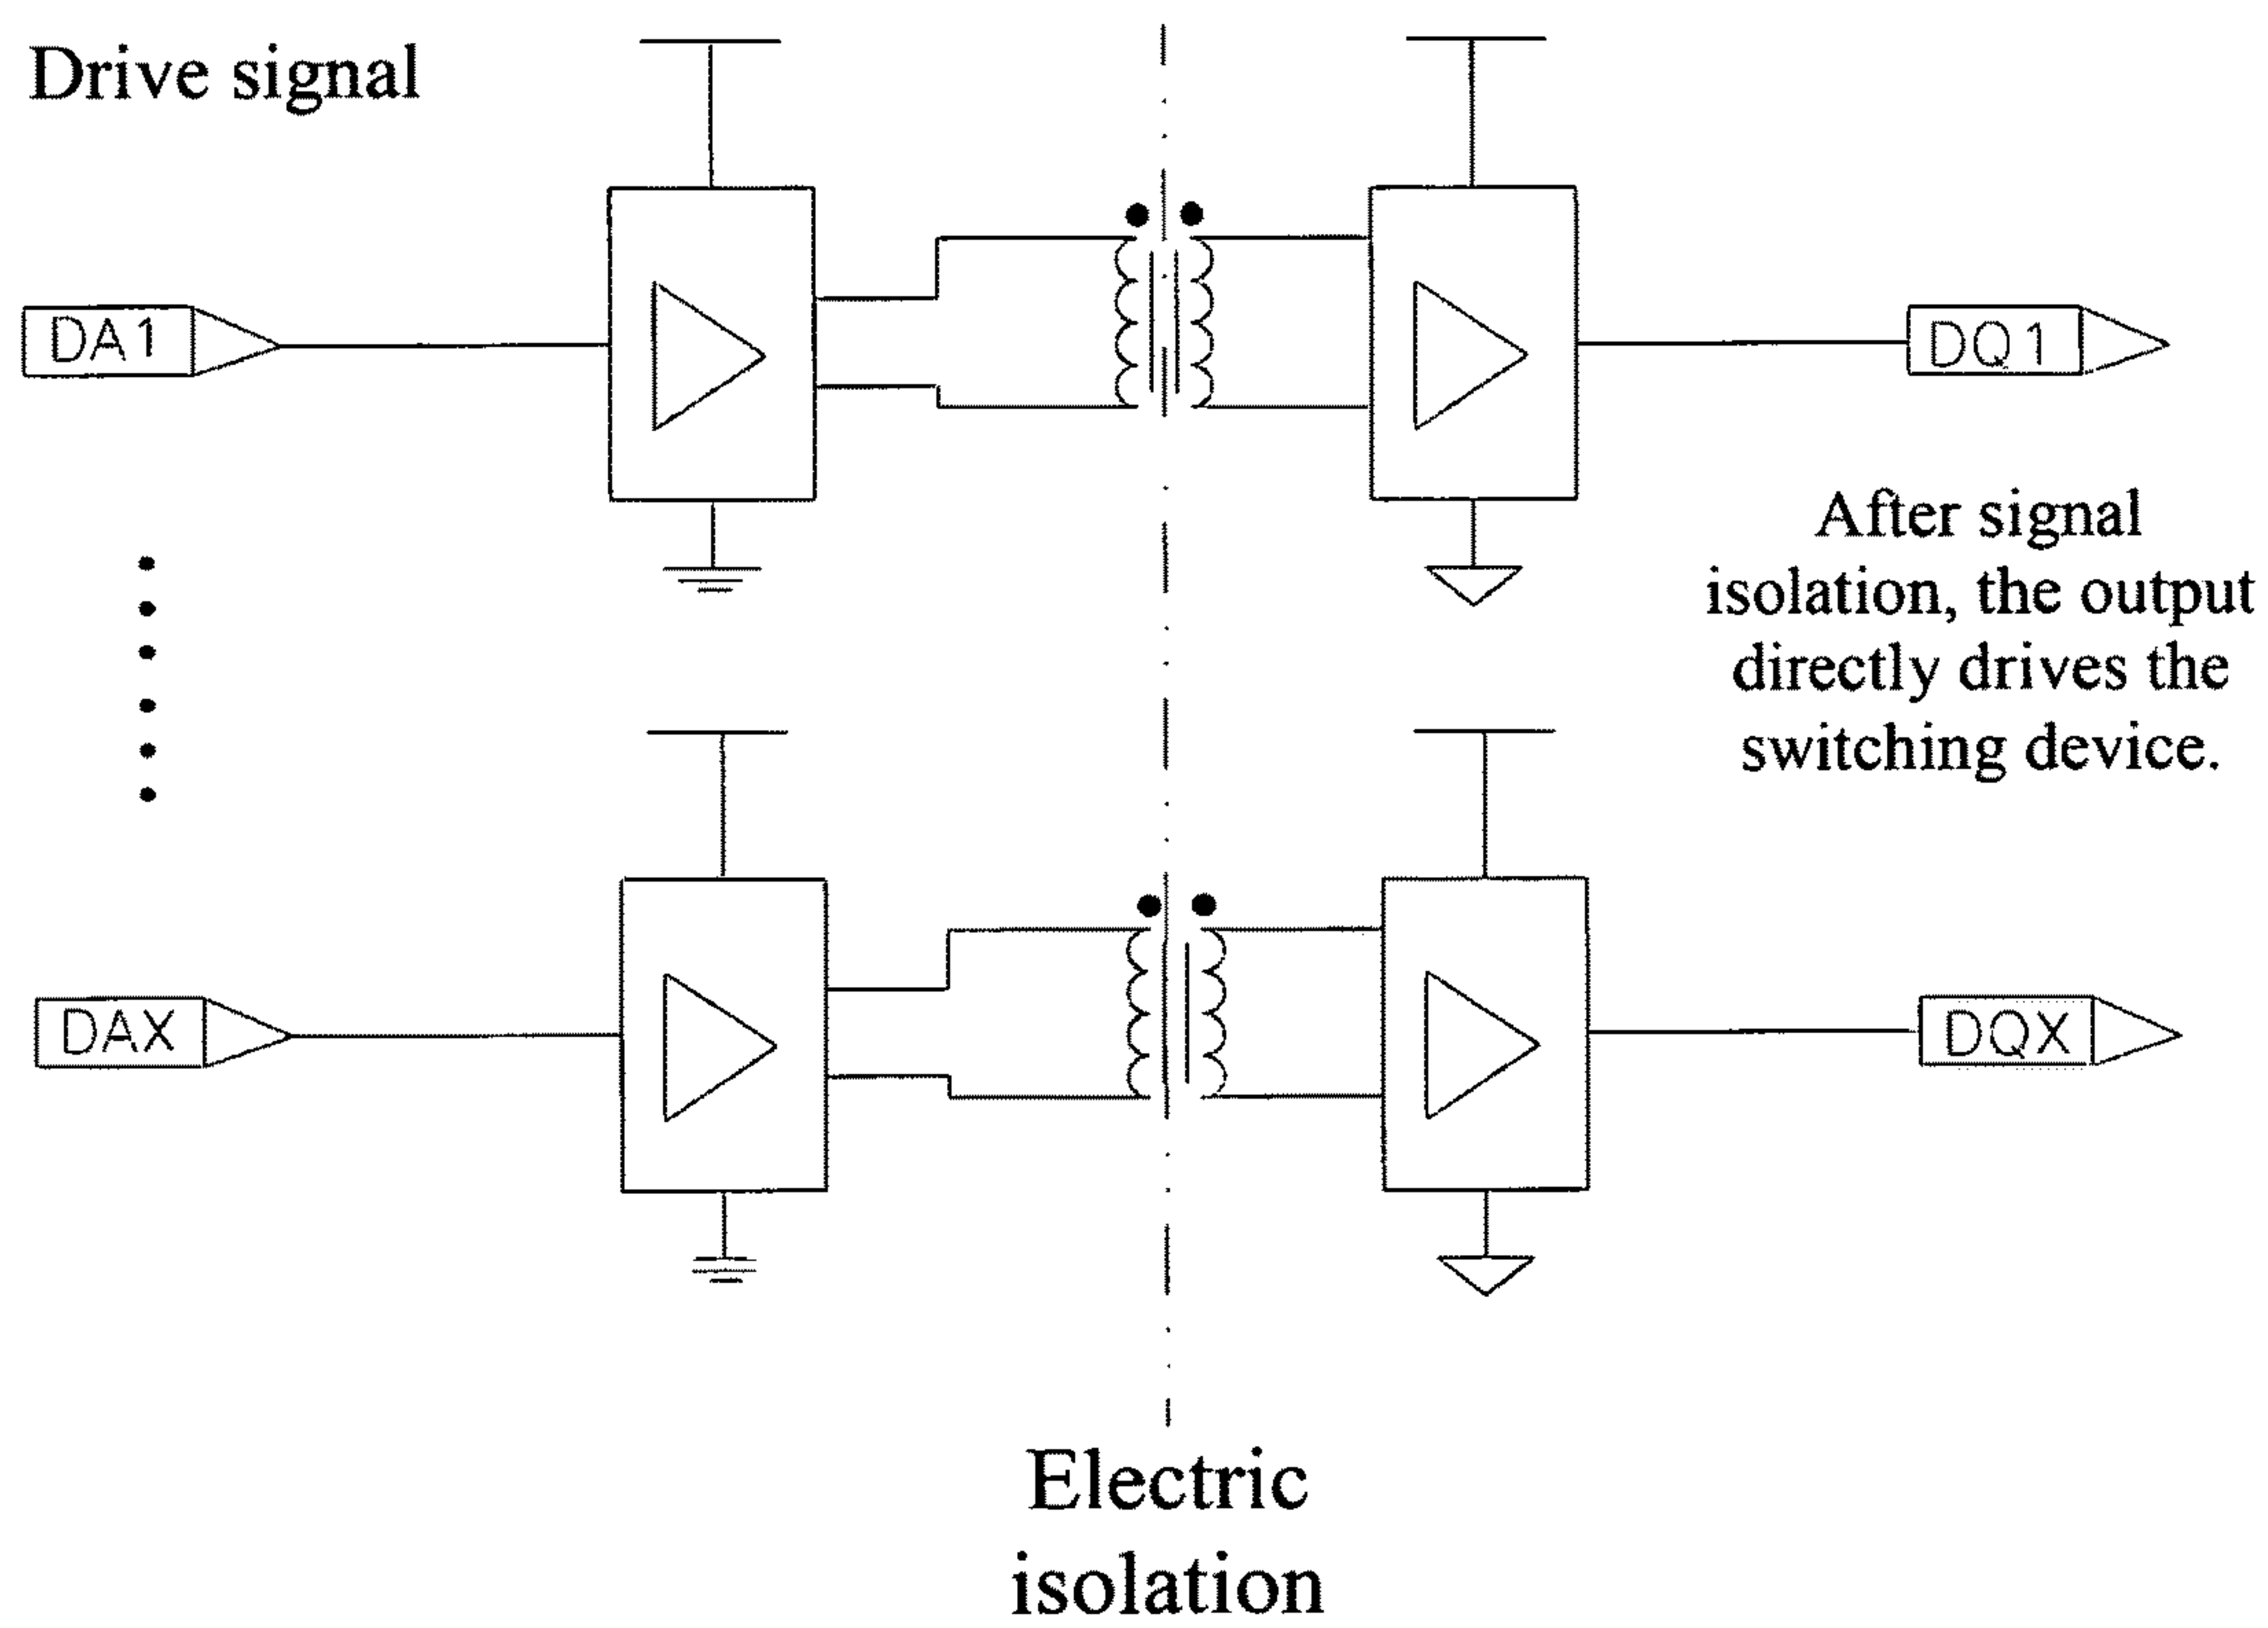 Drive signal
DA1
DQ1
After signal
isolation, the output
directly drives the
switching device.
DAX
DQX
Electric
isolation